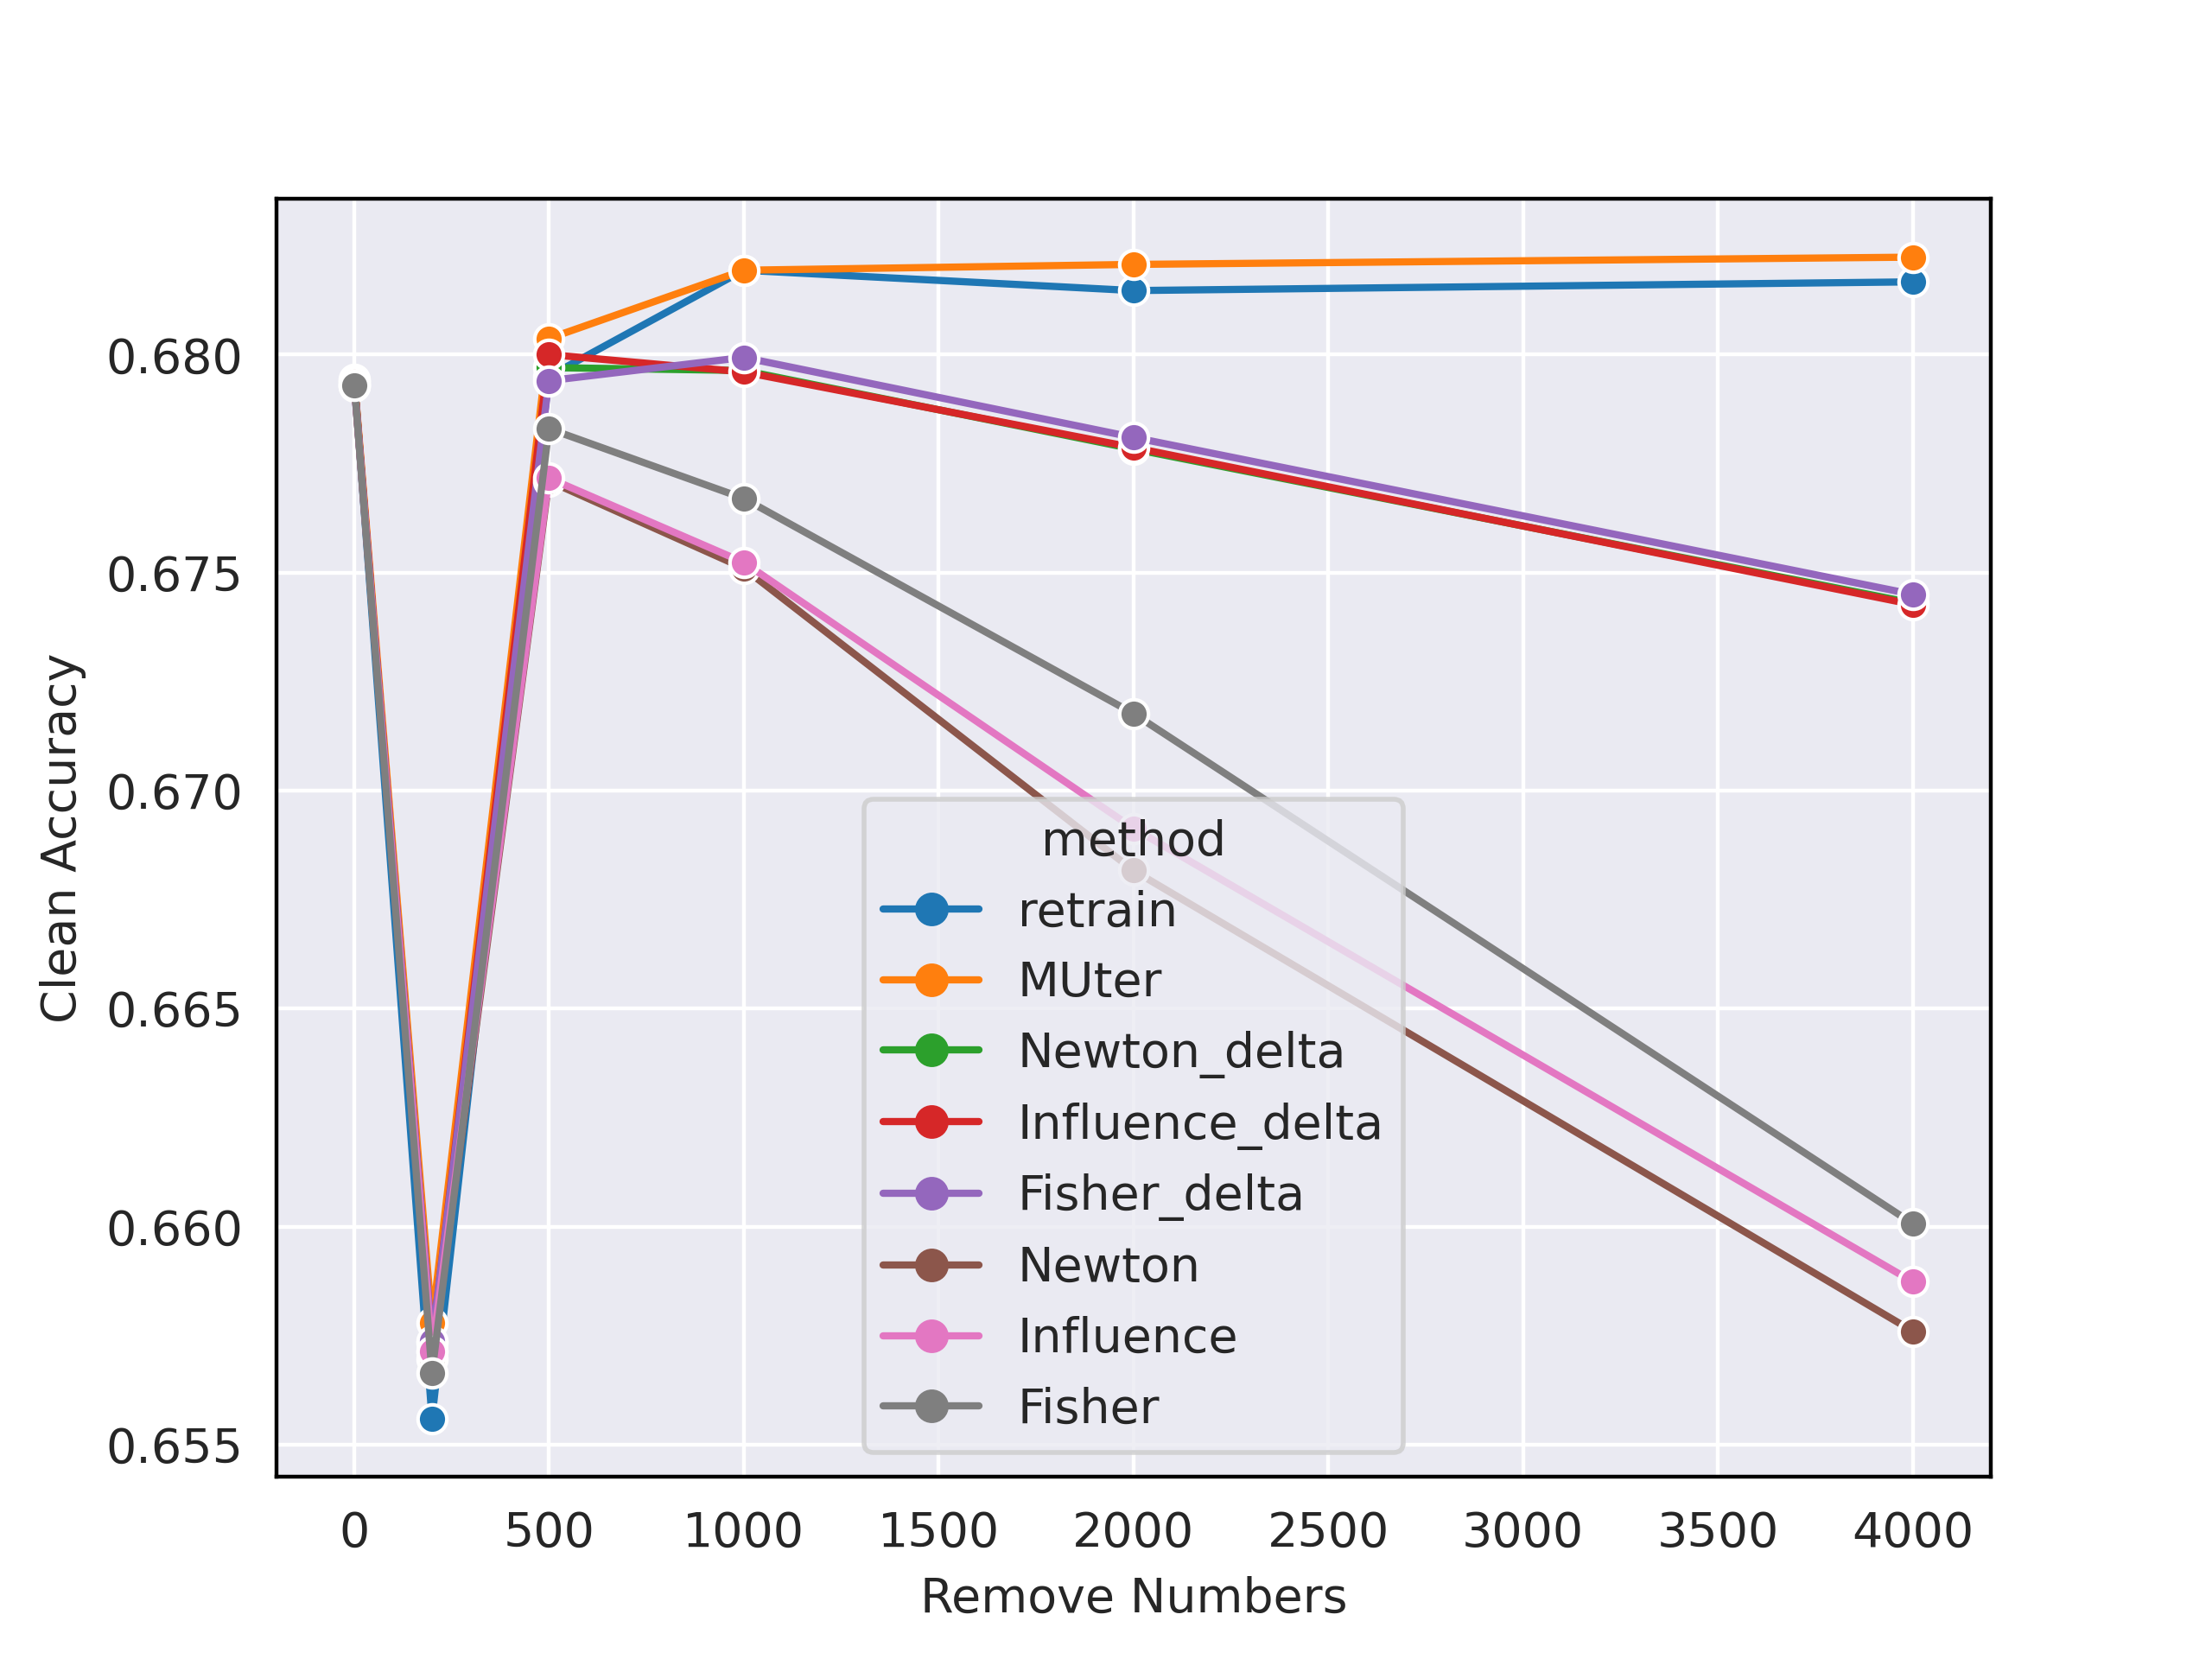 0.680
0.675
0.670
0.665
0.660
0.655
Clean Accuracy
method
retrain
MUter
Newton_delta
Influence_delta
Fisher_delta
Newton
Influence
Fisher
0 500 1000 1500 2000 2500 3000 3500 4000
Remove Numbers